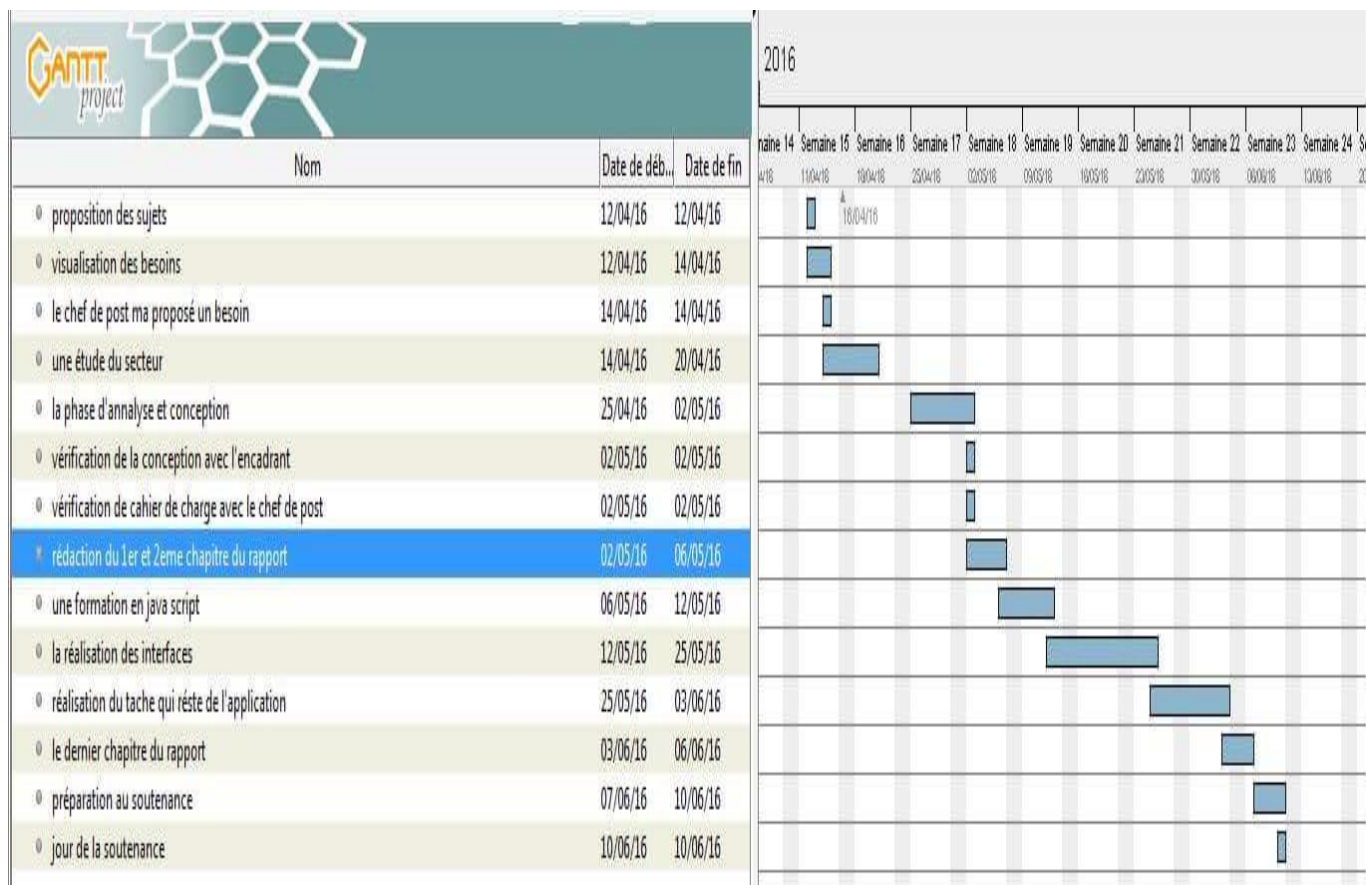 GANTT
project
2016
naine 14 Semaine 15 Semaine 16 Semaine 17 Semaine 18 Semaine 19 Semaine 20 Semaine 21 Semaine 22 Semaine 23 Semaine 24
Nom Date de déb... Date de fin
4/16 11/04/16 18/04/16 25/04/16 02/05/16 09/05/16 16/05/16 23/05/16 30/05/16 06/06/16 13/06/16 20
proposition des sujets 12/04/16 12/04/16
16/04/16
visualisation des besoins 12/04/16 14/04/16
le chef de post ma proposé un besoin 14/04/16 14/04/16
une étude du secteur 14/04/16 20/04/16
la phase d'annalyse et conception 25/04/16 02/05/16
vérification de la conception avec l'encadrant 02/05/16 02/05/16
vérification de cahier de charge avec le chef de post 02/05/16 02/05/16
rédaction du 1er et 2eme chapitre du rapport 02/05/16 06/05/16
une formation en java script 06/05/16 12/05/16
la réalisation des interfaces 12/05/16 25/05/16
réalisation du tache qui réste de l'application 25/05/16 03/06/16
le dernier chapitre du rapport 03/06/16 06/06/16
préparation au soutenance 07/06/16 10/06/16
jour de la soutenance 10/06/16 10/06/16